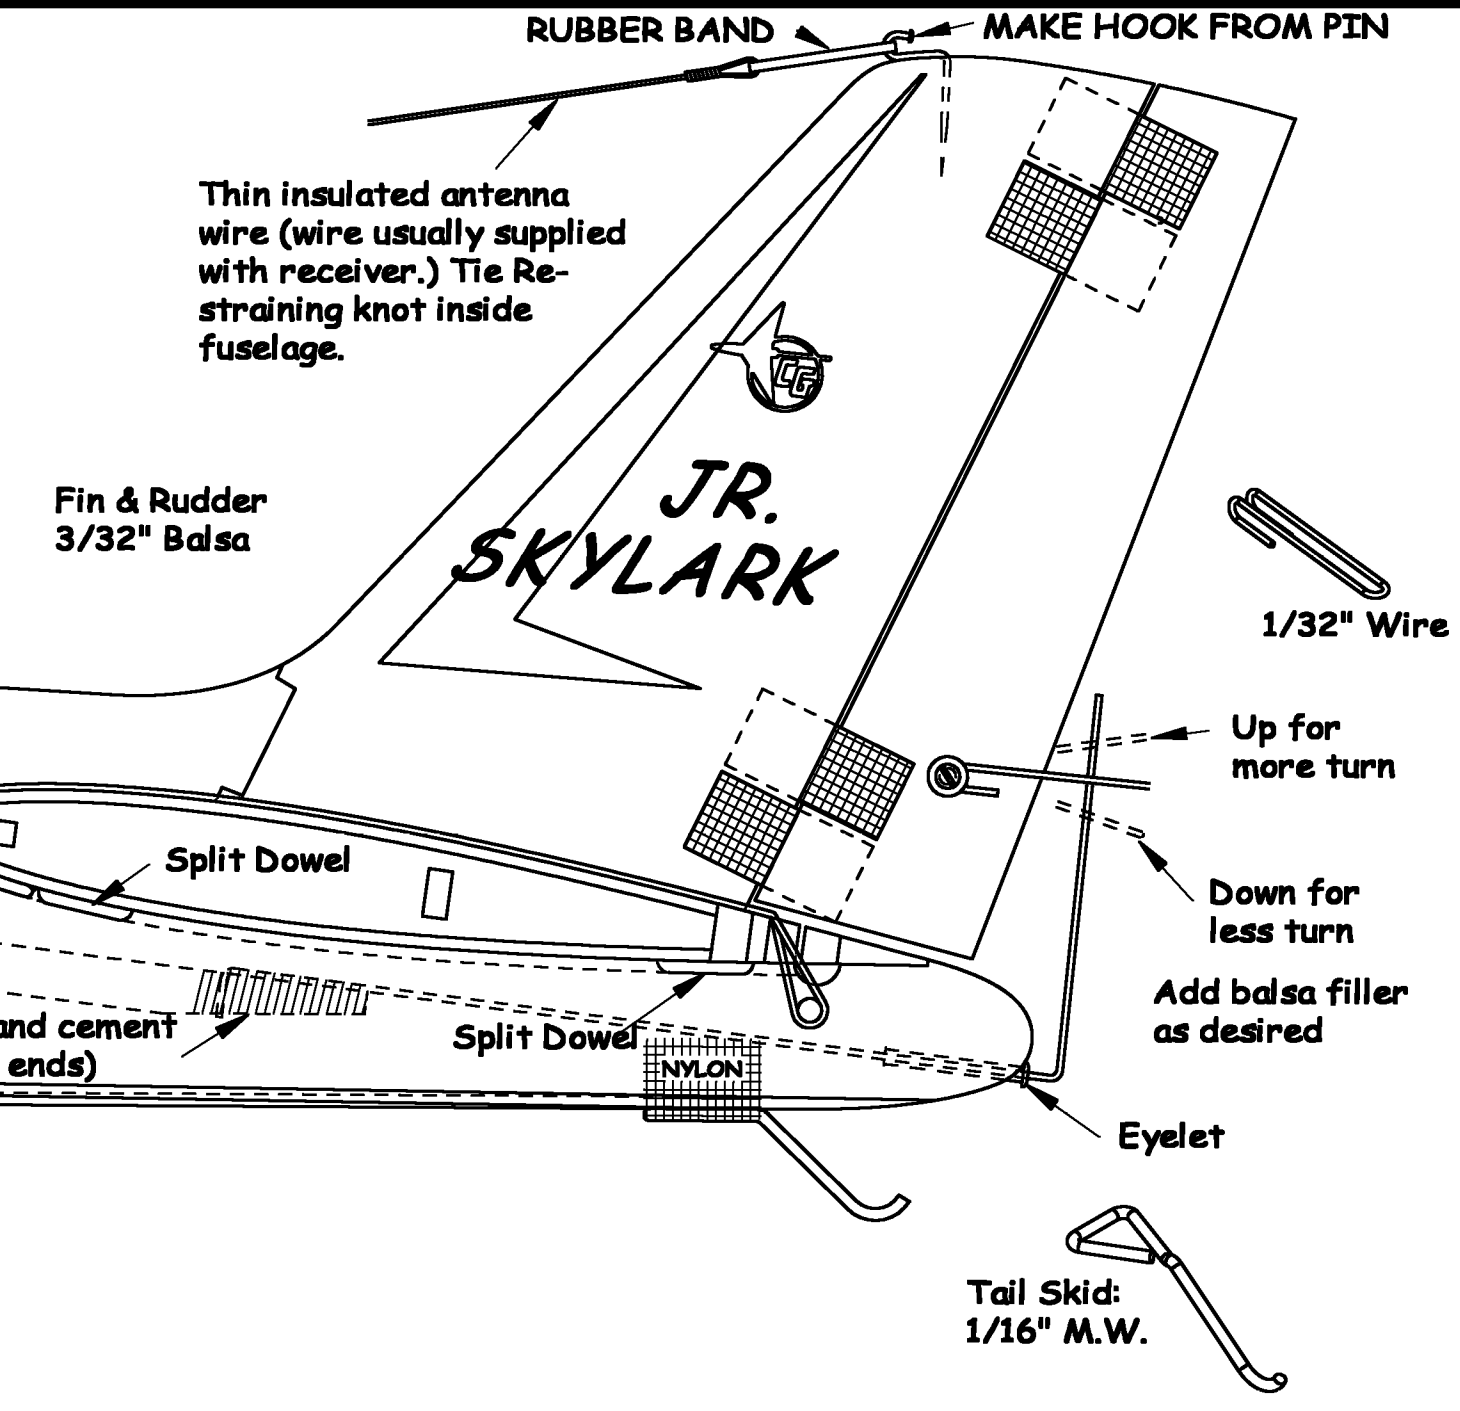 RUBBER BAND
MAKE HOOK FROM PIN
Thin insulated antenna
wire (wire usually supplied
with receiver.) Tie Re-
straining knot inside
fuselage.
CG
JR.
SKYLARK
Fin & Rudder
3/32" Balsa
1/32" Wire
Up for
more turn
Split Dowel
Down for
less turn
Add balsa filler
as desired
and cement
ends)
Split Dowel
NYLON
Eyelet
Tail Skid:
1/16" M.W.